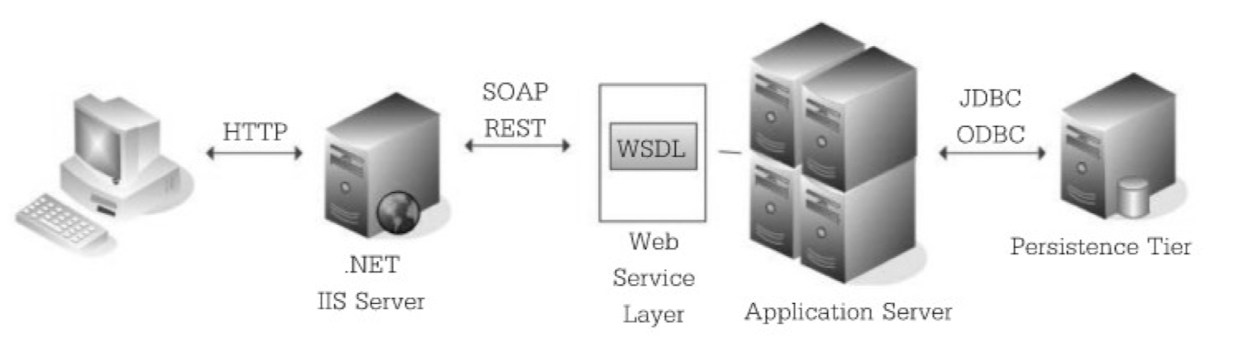 HTTP
.NET
IIS Server
SOAP
REST
WSDL
Web
Service
Layer
Application Server
JDBC
ODBC
Persistence Tier